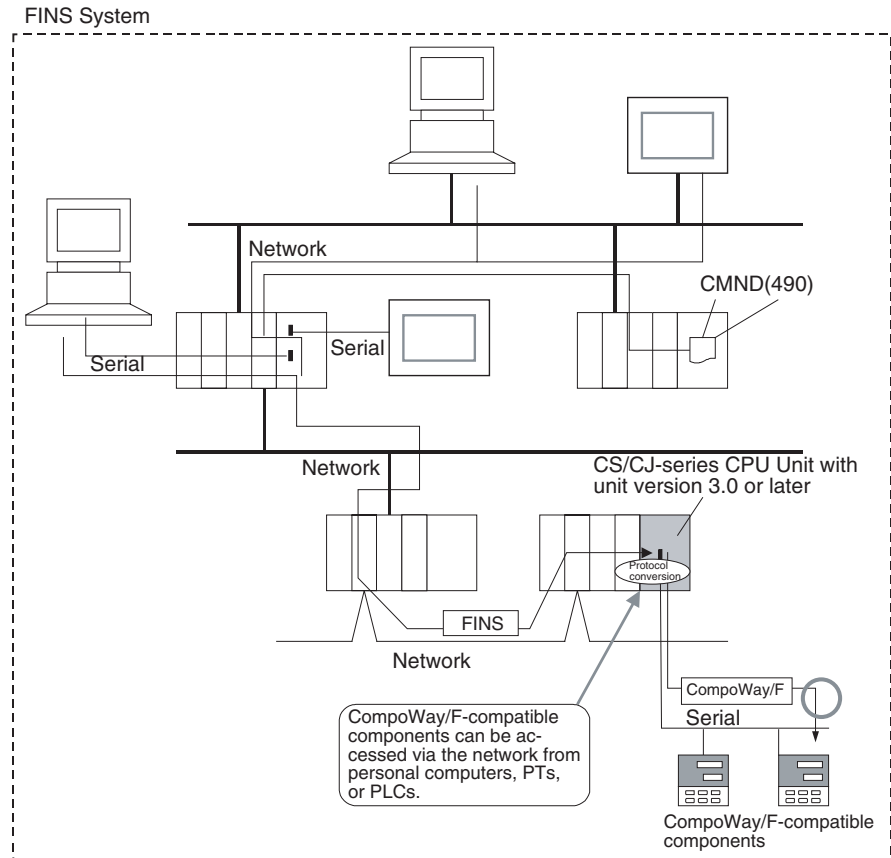 FINS System
Network
CMND(490)
Serial
Serial
Network
CS/CJ-series CPU Unit with
unit version 3.0 or later
Protocol
conversion
FINS
Network
CompoWay/F
Serial
CompoWay/F-compatible
components can be ac-
cessed via the network from
personal computers, PTs,
or PLCs.
CompoWay/F-compatible
components